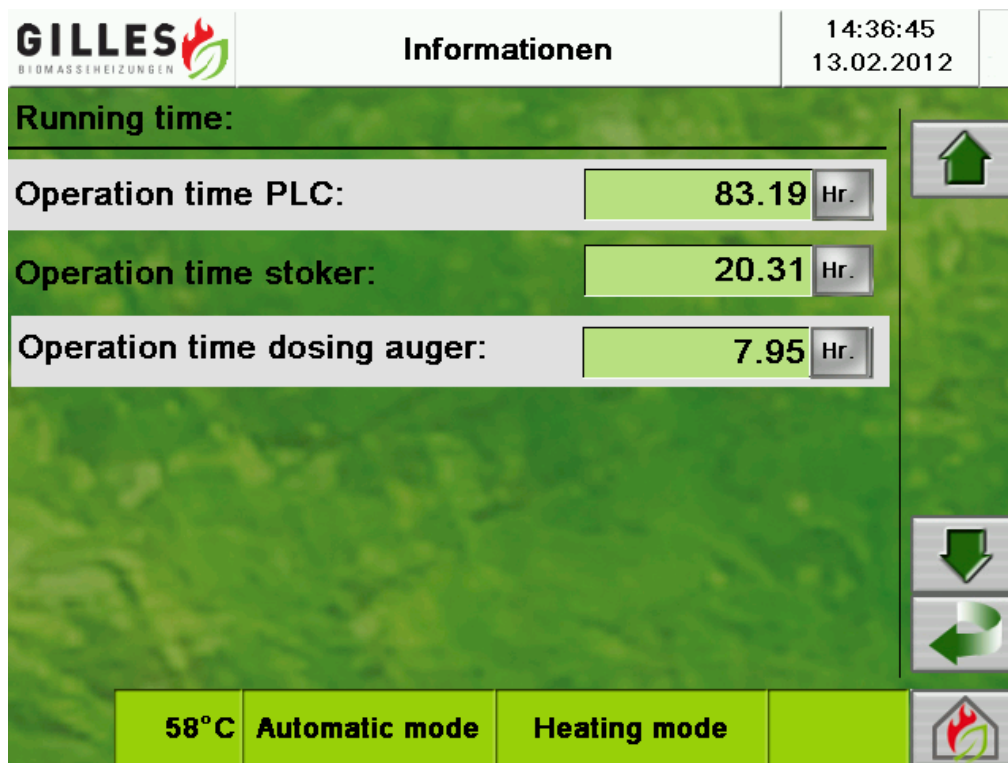 GILLES
BIOMASSEHEIZUNGEN
Informationen
14:36:45
13.02.2012
Running time:
Operation time PLC: 83.19 Hr.
Operation time stoker: 20.31 Hr.
Operation time dosing auger: 7.95 Hr.
58°C Automatic mode Heating mode